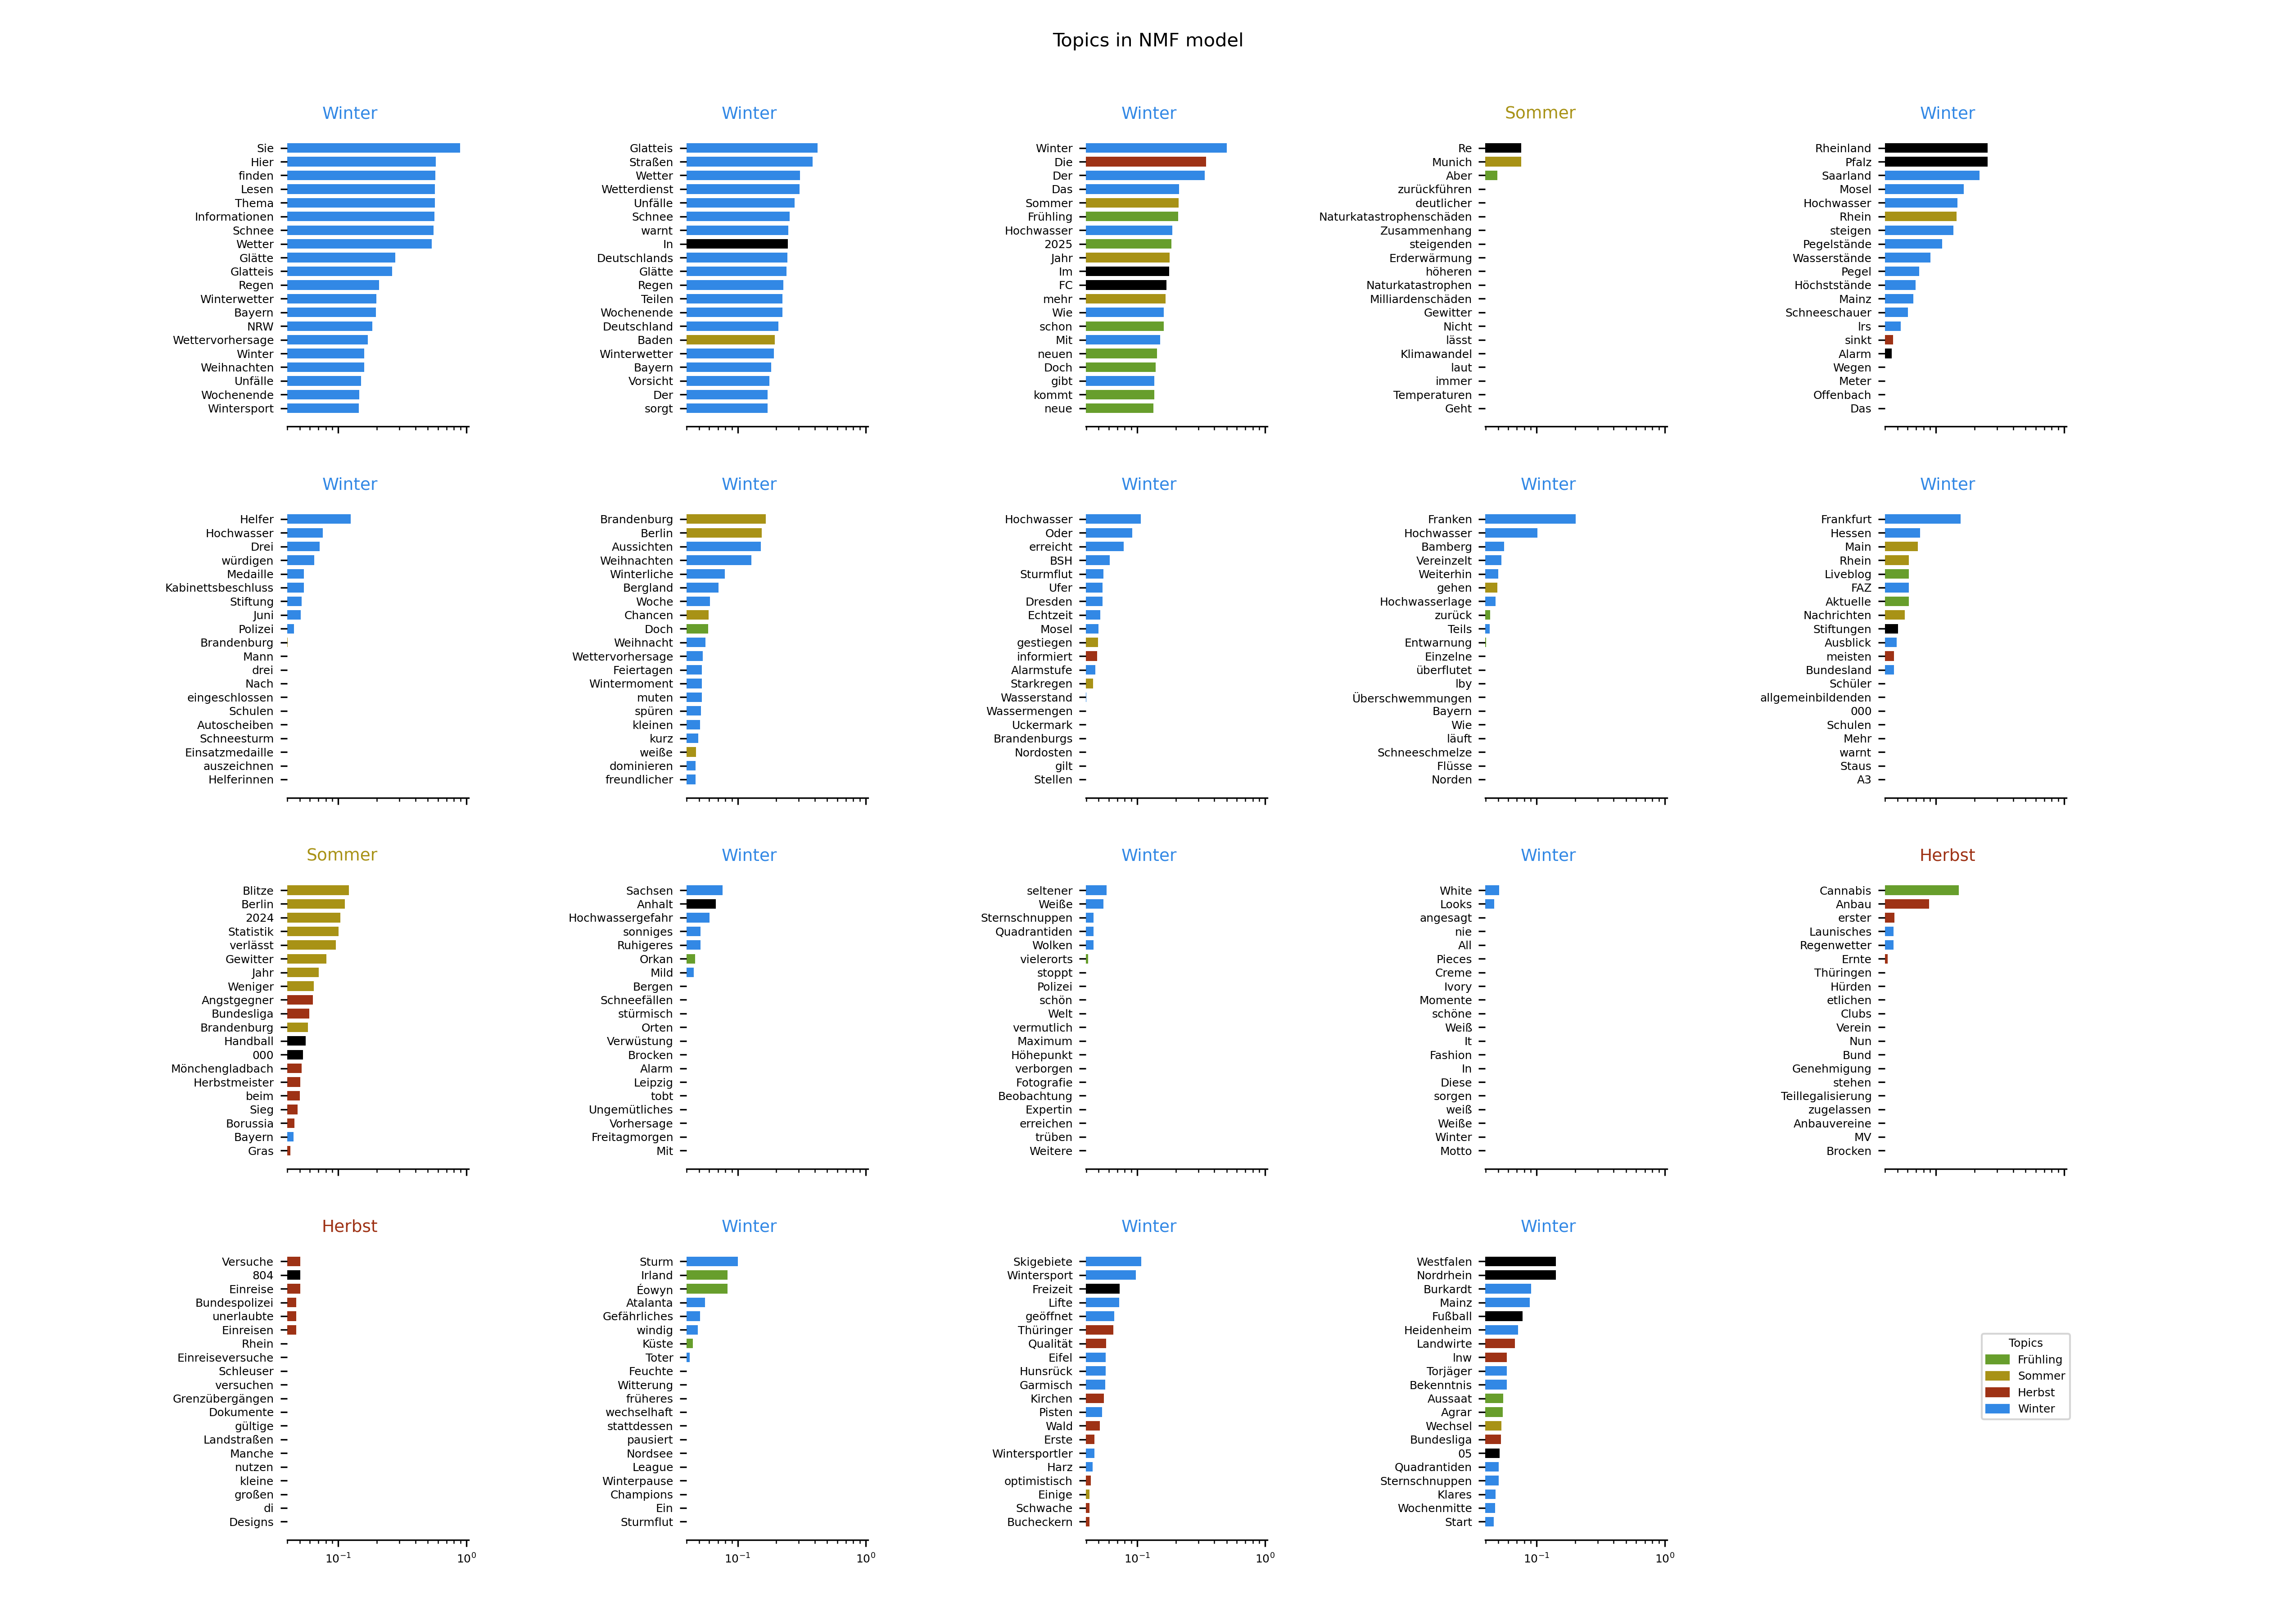 Topics in NMF model
Winter
Sie
Hier
finden
Lesen
Thema
Informationen
Schnee
Wetter
Glätte
Glatteis
Regen
Winterwetter
Bayern
NRW
Wettervorhersage
Winter
Weihnachten
Unfälle
Wochenende
Wintersport
Winter
Glatteis
Straßen
Wetter
Wetterdienst
Unfälle
Schnee
warnt
In
Deutschlands
Glätte
Regen
Teilen
Wochenende
Deutschland
Baden
Winterwetter
Bayern
Vorsicht
Der
sorgt
Winter
Winter
Die
Der
Das
Sommer
Frühling
Hochwasser
2025
Jahr
Im
FC
mehr
Wie
schon
Mit
neuen
Doch
gibt
kommt
neue
Sommer
Re
Munich
Aber
zurückführen
deutlicher
Naturkatastrophenschäden
Zusammenhang
steigenden
Erderwärmung
höheren
Naturkatastrophen
Milliardenschäden
Gewitter
Nicht
lässt
Klimawandel
laut
immer
Temperaturen
Geht
Winter
Rheinland
Pfalz
Saarland
Mosel
Hochwasser
Rhein
steigen
Pegelstände
Wasserstände
Pegel
Höchststände
Mainz
Schneeschauer
lrs
sinkt
Alarm
Wegen
Meter
Offenbach
Das
Winter
Helfer
Hochwasser
Drei
würdigen
Medaille
Kabinettsbeschluss
Stiftung
Juni
Polizei
Brandenburg
Mann
drei
Nach
eingeschlossen
Schulen
Autoscheiben
Schneesturm
Einsatzmedaille
auszeichnen
Helferinnen
Winter
Brandenburg
Berlin
Aussichten
Weihnachten
Winterliche
Bergland
Woche
Chancen
Doch
Weihnacht
Wettervorhersage
Feiertagen
Wintermoment
muten
spüren
kleinen
kurz
weiße
dominieren
freundlicher
Winter
Hochwasser
Oder
erreicht
BSH
Sturmflut
Ufer
Dresden
Echtzeit
Mosel
gestiegen
informiert
Alarmstufe
Starkregen
Wasserstand
Wassermengen
Uckermark
Brandenburgs
Nordosten
gilt
Stellen
Winter
Franken
Hochwasser
Bamberg
Vereinzelt
Weiterhin
gehen
Hochwasserlage
zurück
Teils
Entwarnung
Einzelne
überflutet
lby
Überschwemmungen
Bayern
Wie
läuft
Schneeschmelze
Flüsse
Norden
Winter
Frankfurt
Hessen
Main
Rhein
Liveblog
FAZ
Aktuelle
Nachrichten
Stiftungen
Ausblick
meisten
Bundesland
Schüler
allgemeinbildenden
000
Schulen
Mehr
warnt
Staus
A3
Sommer
Blitze
Berlin
2024
Statistik
verlässt
Gewitter
Jahr
Weniger
Angstgegner
Bundesliga
Brandenburg
Handball
000
Mönchengladbach
Herbstmeister
beim
Sieg
Borussia
Bayern
Gras
Winter
Sachsen
Anhalt
Hochwassergefahr
sonniges
Ruhigeres
Orkan
Mild
Bergen
Schneefällen
stürmisch
Orten
Verwüstung
Brocken
Alarm
Leipzig
tobt
Ungemütliches
Vorhersage
Freitagmorgen
Mit
Winter
seltener
Weiße
Sternschnuppen
Quadrantiden
Wolken
vielerorts
stoppt
Polizei
schön
Welt
vermutlich
Maximum
Höhepunkt
verborgen
Fotografie
Beobachtung
Expertin
erreichen
trüben
Weitere
Winter
White
Looks
angesagt
nie
All
Pieces
Creme
Ivory
Momente
schöne
Weiß
It
Fashion
In
Diese
sorgen
weiß
Weiße
Winter
Motto
Herbst
Cannabis
Anbau
erster
Launisches
Regenwetter
Ernte
Thüringen
Hürden
etlichen
Clubs
Verein
Nun
Bund
Genehmigung
stehen
Teillegalisierung
zugelassen
Anbauvereine
MV
Brocken
Herbst
Versuche
804
Einreise
Bundespolizei
unerlaubte
Einreisen
Rhein
Einreiseversuche
Schleuser
versuchen
Grenzübergängen
Dokumente
gültige
Landstraßen
Manche
nutzen
kleine
großen
di
Designs
10⁻¹ 10⁰
Winter
Sturm
Irland
Éowyn
Atalanta
Gefährliches
windig
Küste
Toter
Feuchte
Witterung
früheres
wechselhaft
stattdessen
pausiert
Nordsee
League
Winterpause
Champions
Ein
Sturmflut
10⁻¹ 10⁰
Winter
Skigebiete
Wintersport
Freizeit
Lifte
geöffnet
Thüringer
Qualität
Eifel
Hunsrück
Garmisch
Kirchen
Pisten
Wald
Erste
Wintersportler
Harz
optimistisch
Einige
Schwache
Bucheckern
10⁻¹ 10⁰
Winter
Westfalen
Nordrhein
Burkardt
Mainz
Fußball
Heidenheim
Landwirte
lnw
Torjäger
Bekenntnis
Aussaat
Agrar
Wechsel
Bundesliga
05
Quadrantiden
Sternschnuppen
Klares
Wochenmitte
Start
10⁻¹ 10⁰
Topics
Frühling
Sommer
Herbst
Winter